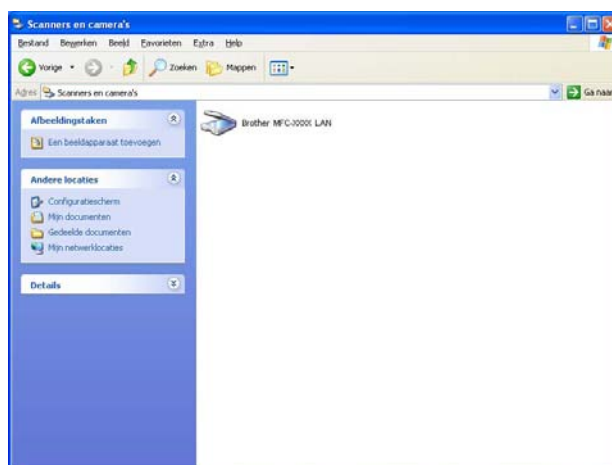 Scanners en camera's
Bestand Bewerken Beeld Favorieten Extra Help
Vorige Zoeken Mappen
Adres Scanners en camera's Ga naar
Afbeeldingstaken
Een beeldapparaat toevoegen
Brother MFC-XXXX LAN
Andere locaties
Configuratiescherm
Mijn documenten
Gedeelde documenten
Mijn netwerklocaties
Details